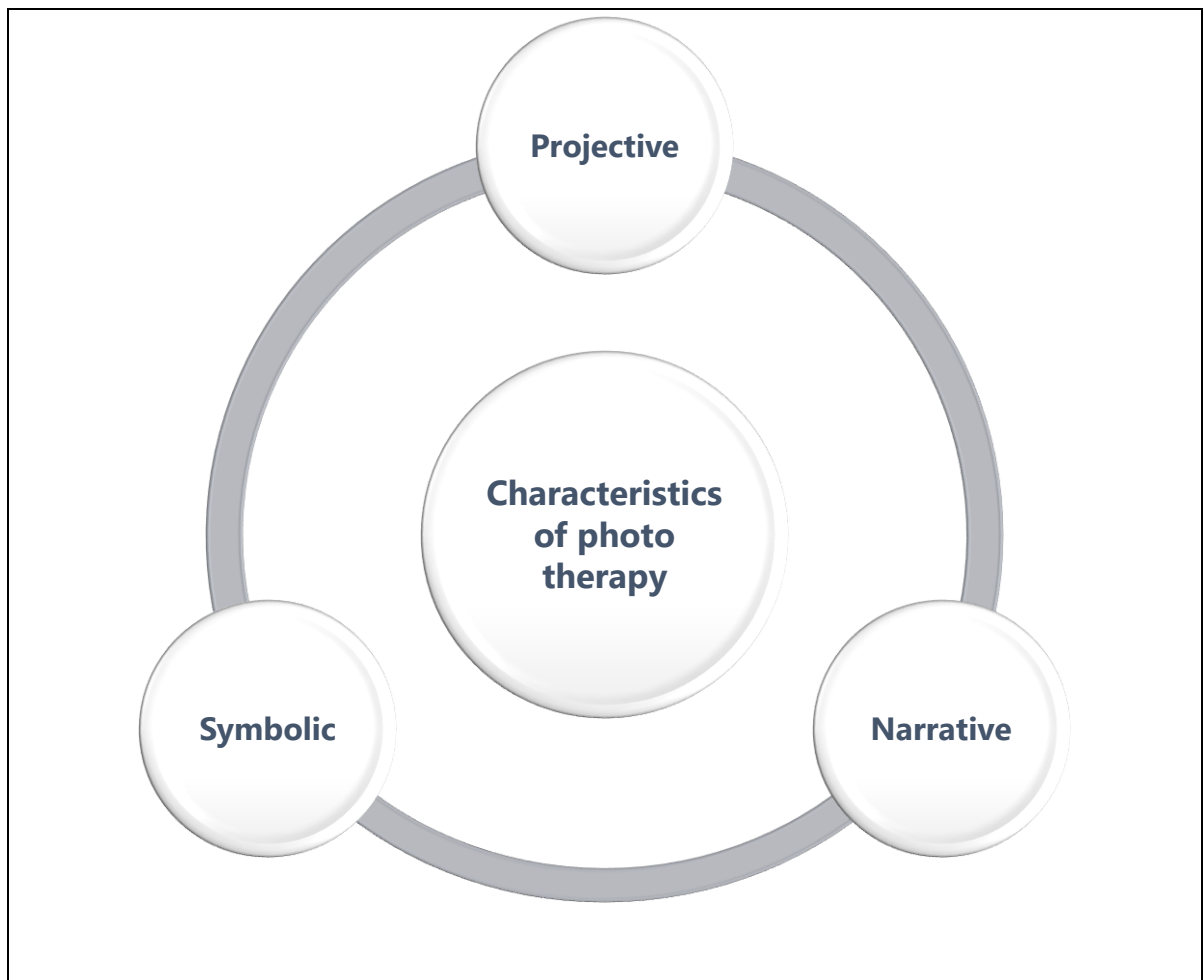 Projective
Characteristics
of photo
therapy
Symbolic
Narrative